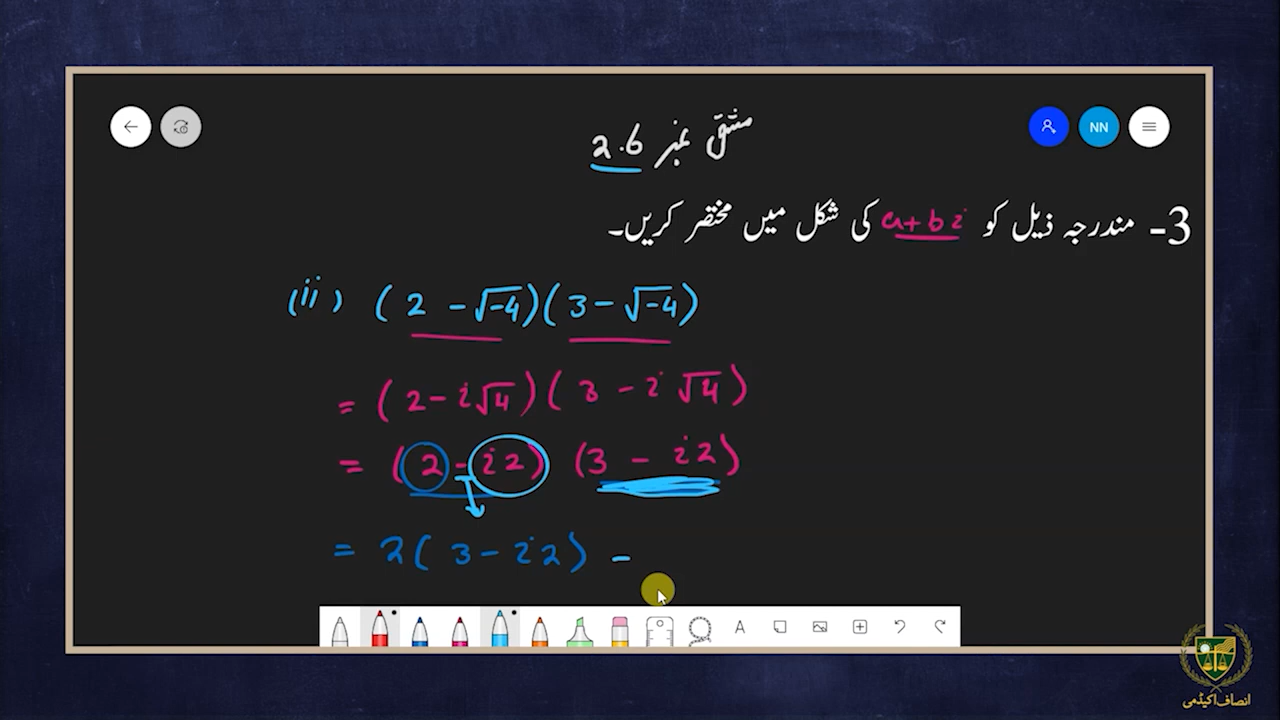 مشق نمبر 2.6
3- مندرجہ ذیل کو a+bi کی شکل میں مختصر کریں۔
(ii) (2 - √-4)(3 - √-4)
= (2 - i√4)(3 - i√4)
= (2 - i2) (3 - i2)
= 2(3 - i2) -
NN
A
انصاف اکیڈمی